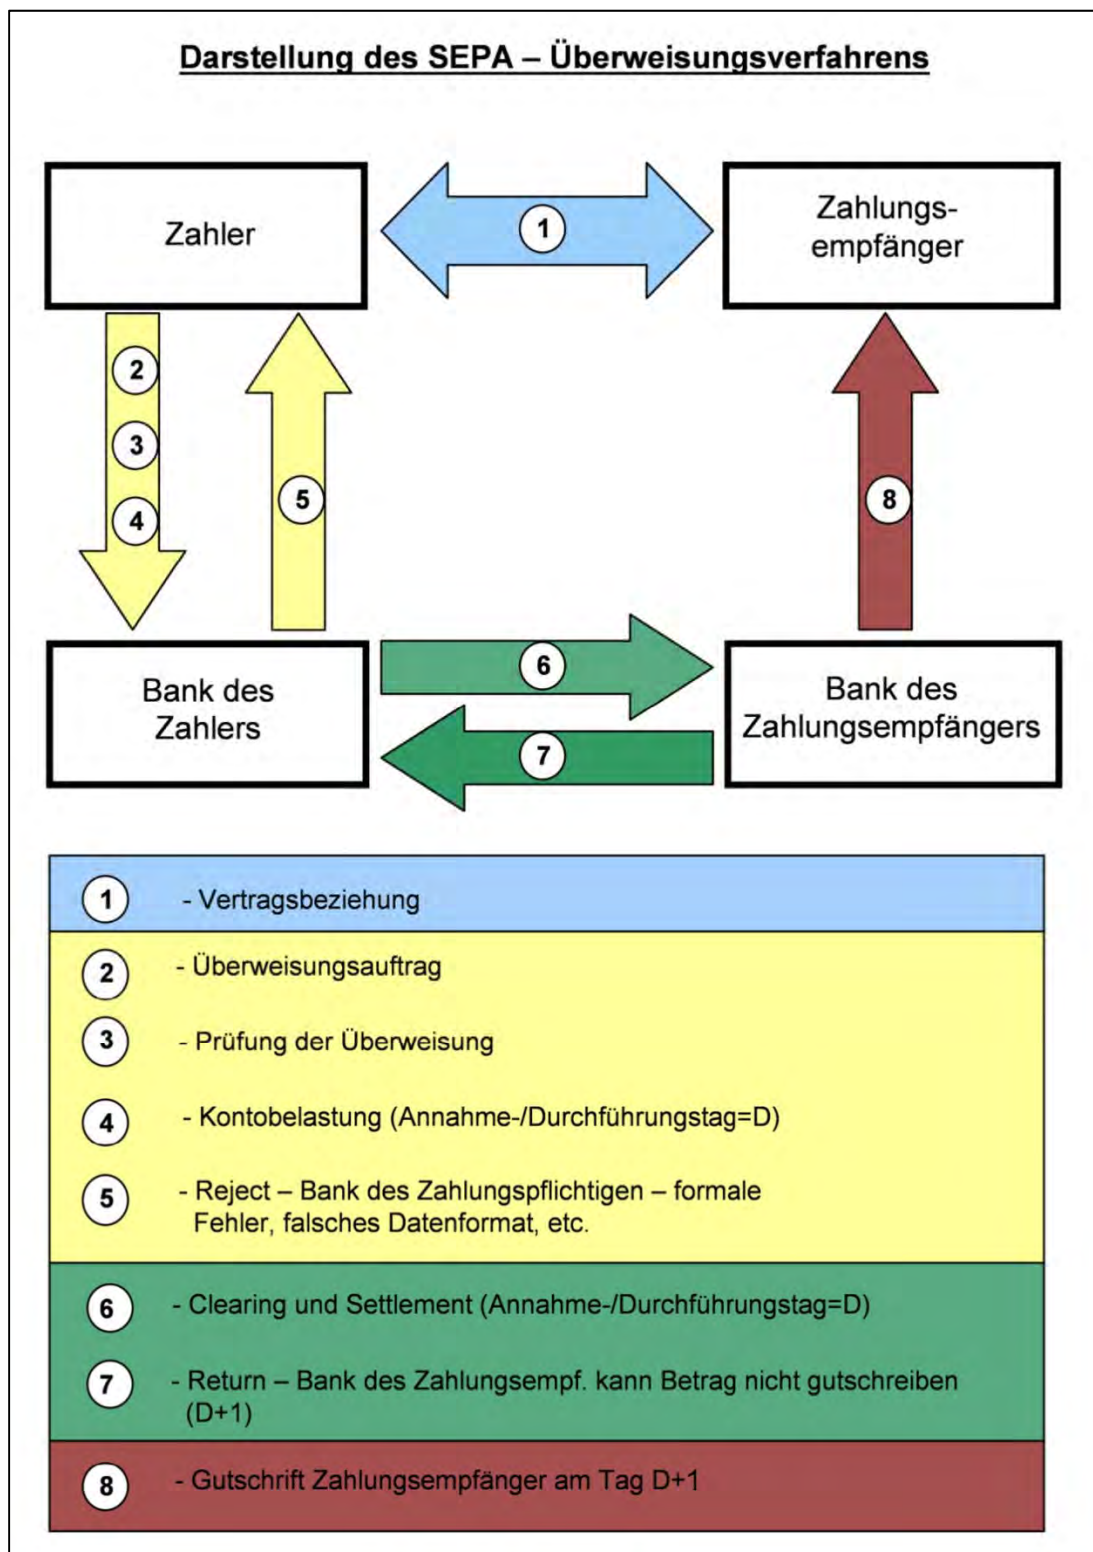 Darstellung des SEPA – Überweisungsverfahrens
Zahler
1
Zahlungs-
empfänger
2
3
4
5
8
Bank des
Zahlers
6
7
Bank des
Zahlungsempfängers
1 - Vertragsbeziehung
2 - Überweisungsauftrag
3 - Prüfung der Überweisung
4 - Kontobelastung (Annahme-/Durchführungstag=D)
5 - Reject – Bank des Zahlungspflichtigen – formale
Fehler, falsches Datenformat, etc.
6 - Clearing und Settlement (Annahme-/Durchführungstag=D)
7 - Return – Bank des Zahlungsempf. kann Betrag nicht gutschreiben
(D+1)
8 - Gutschrift Zahlungsempfänger am Tag D+1